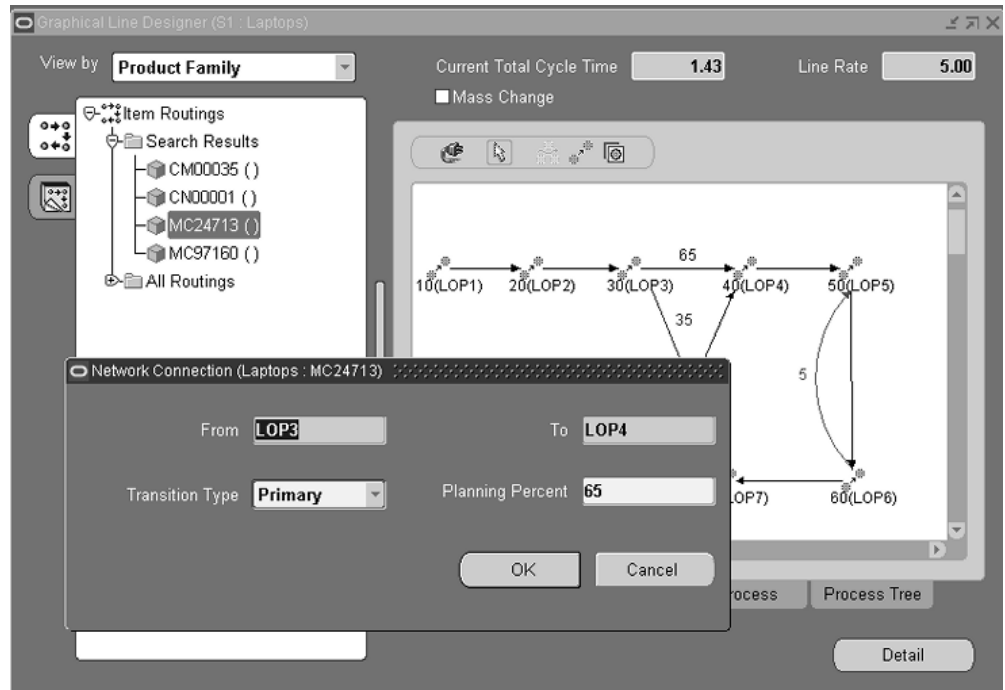 Graphical Line Designer (S1 : Laptops)
View by Product Family
Current Total Cycle Time 1.43 Line Rate 5.00
Mass Change
Item Routings
Search Results
CM00035 ()
CN00001 ()
MC24713 ()
MC97160 ()
All Routings
65
10(LOP1) 20(LOP2) 30(LOP3) 40(LOP4) 50(LOP5)
35
5
LOP7) 60(LOP6)
Network Connection (Laptops : MC24713)
From LOP3 To LOP4
Transition Type Primary Planning Percent 65
OK Cancel
rocess Process Tree
Detail